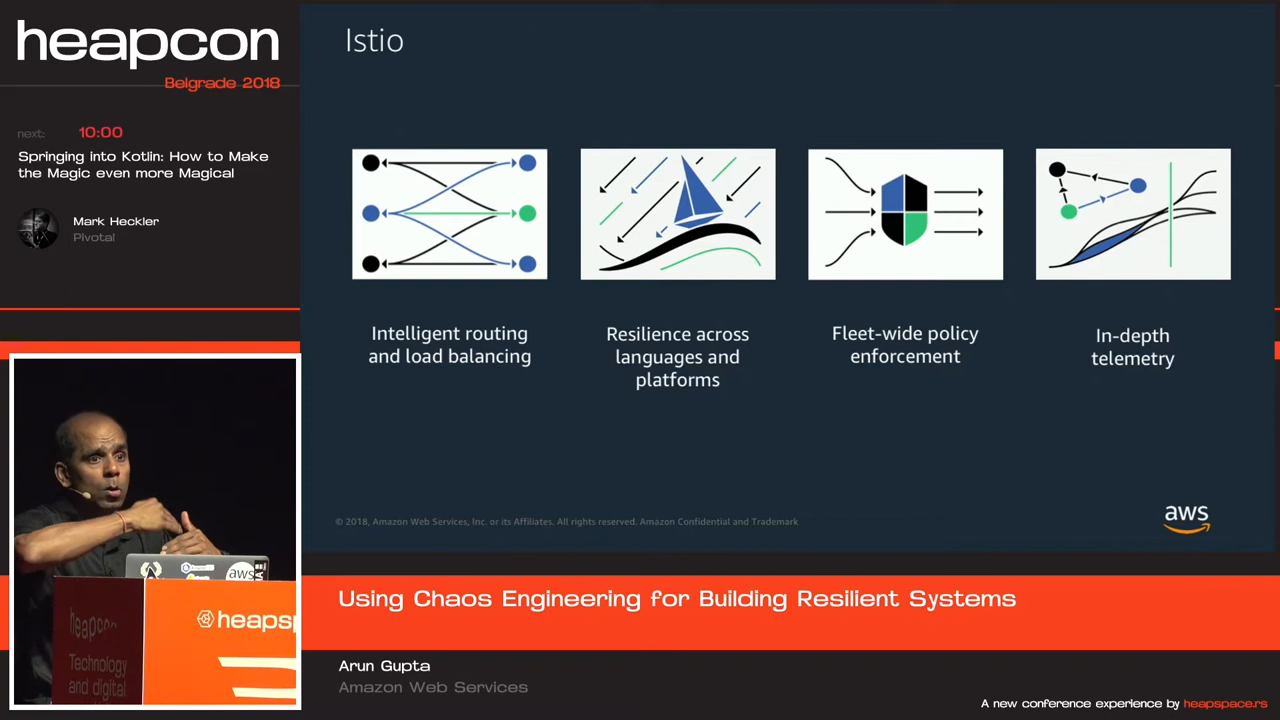 heapcon
Belgrade 2018
next: 10:00
Springing into Kotlin: How to Make
the Magic even more Magical
Mark Heckler
Pivotal
Istio
Intelligent routing
and load balancing
Resilience across
languages and
platforms
Fleet-wide policy
enforcement
In-depth
telemetry
© 2018, Amazon Web Services, Inc. or its Affiliates. All rights reserved. Amazon Confidential and Trademark
aws
aws
heapcon
Technology
and digital
heapsp
Using Chaos Engineering for Building Resilient Systems
Arun Gupta
Amazon Web Services
A new conference experience by heapspace.rs